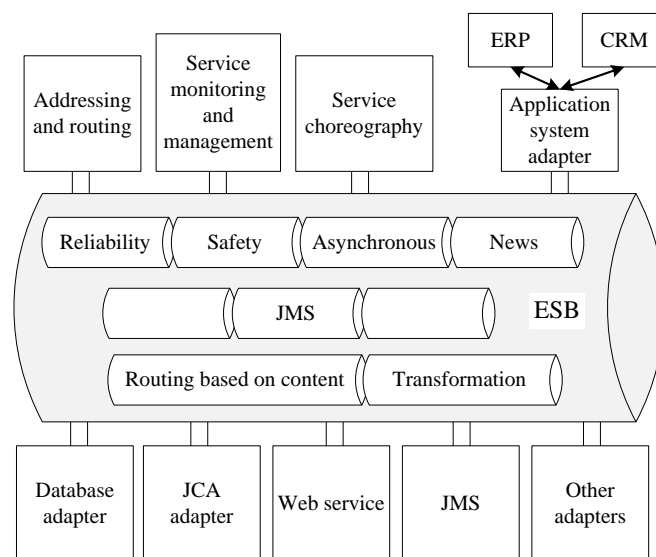 ERP
CRM
Addressing
and routing
Service
monitoring
and
management
Service
choreography
Application
system
adapter
Reliability
Safety
Asynchronous
News
JMS
ESB
Routing based on content
Transformation
Database
adapter
JCA
adapter
Web service
JMS
Other
adapters